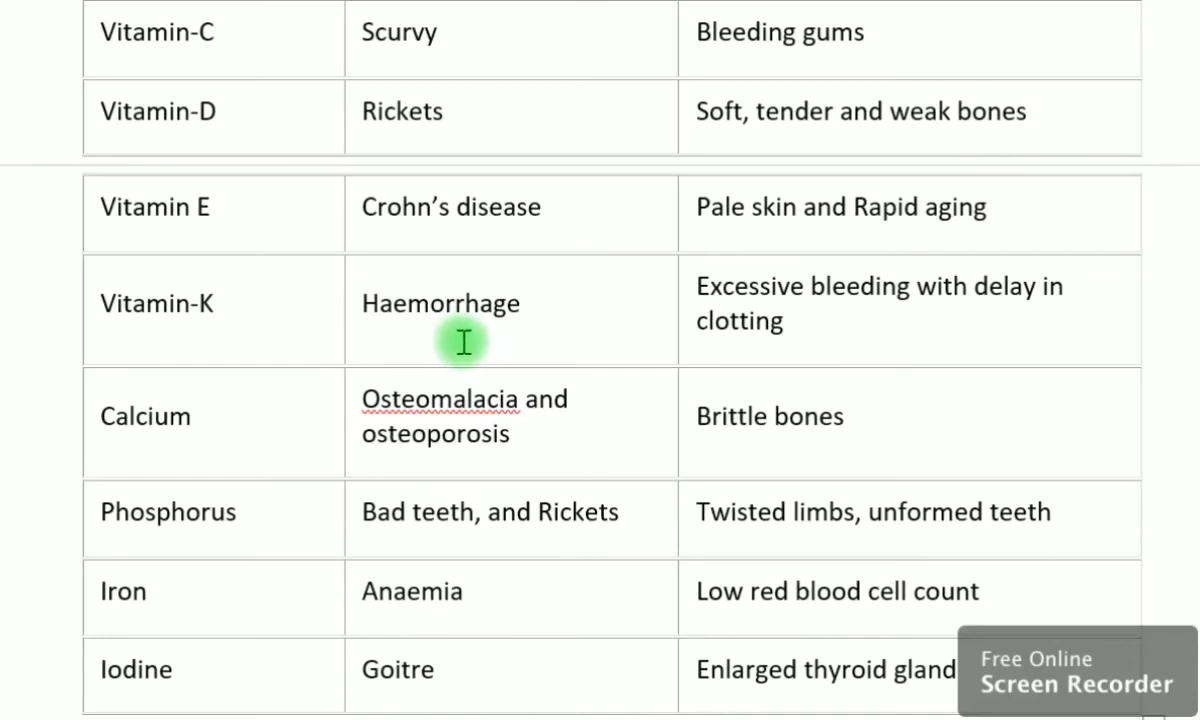 Vitamin-C Scurvy Bleeding gums
Vitamin-D Rickets Soft, tender and weak bones
Vitamin E Crohn’s disease Pale skin and Rapid aging
Vitamin-K Haemorrhage Excessive bleeding with delay in
clotting
Calcium Osteomalacia and
osteoporosis Brittle bones
Phosphorus Bad teeth, and Rickets Twisted limbs, unformed teeth
Iron Anaemia Low red blood cell count
Iodine Goitre Enlarged thyroid gland
Free Online
Screen Recorder